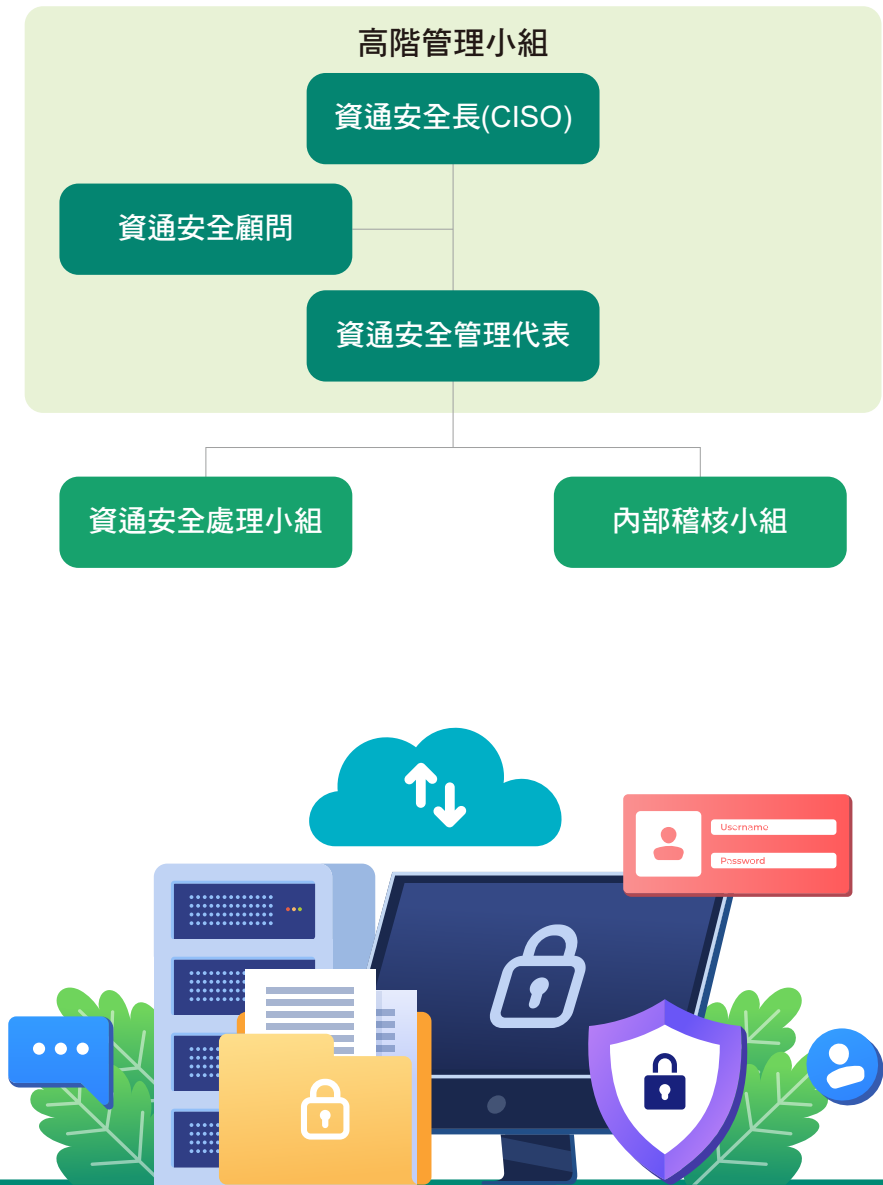 高階管理小組
資通安全長(CISO)
資通安全顧問
資通安全管理代表
資通安全處理小組
內部稽核小組
Username
Password